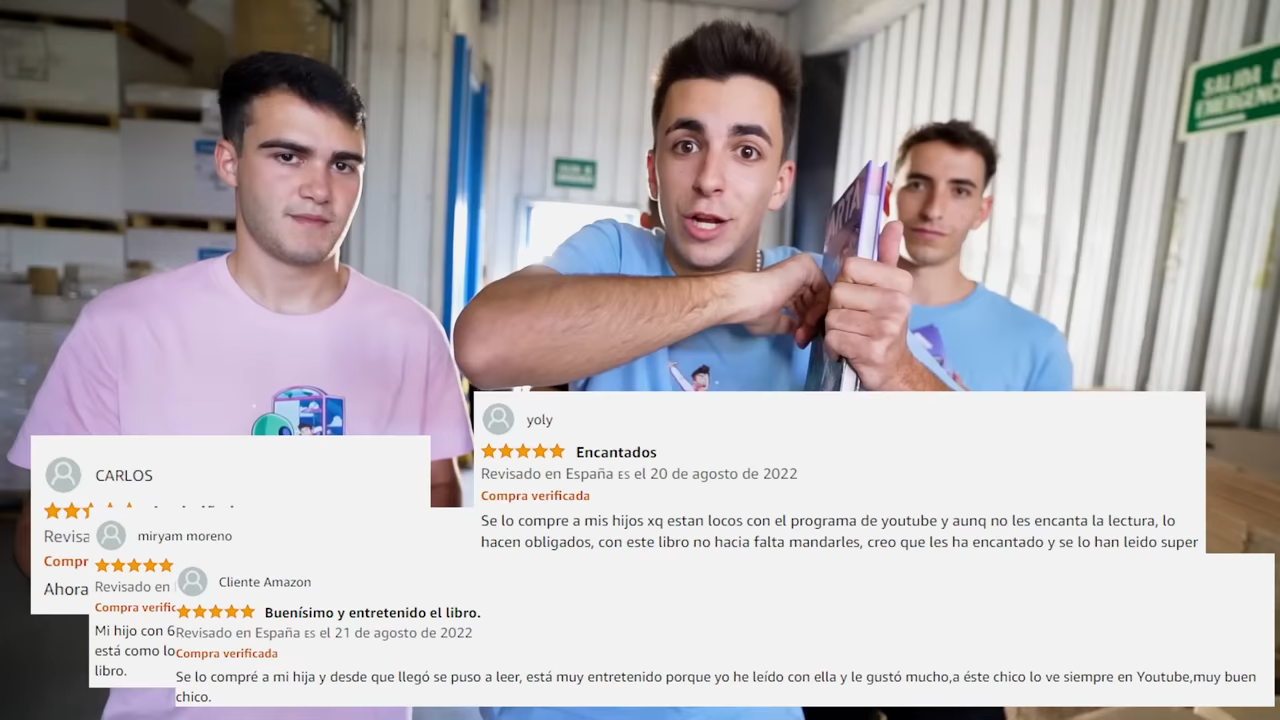 SALIDA DE
EMERGENCIA
CARLOS
Revisa
Compr
Ahora
miryam moreno
Revisado en
Compra verific
Mi hijo con 6
está como lo
libro.
yoly
Encantados
Revisado en España ES el 20 de agosto de 2022
Compra verificada
Se lo compre a mis hijos xq estan locos con el programa de youtube y aunq no les encanta la lectura, lo
hacen obligados, con este libro no hacia falta mandarles, creo que les ha encantado y se lo han leido super
Cliente Amazon
Buenísimo y entretenido el libro.
Revisado en España ES el 21 de agosto de 2022
Compra verificada
Se lo compré a mi hija y desde que llegó se puso a leer, está muy entretenido porque yo he leído con ella y le gustó mucho,a éste chico lo ve siempre en Youtube,muy buen
chico.